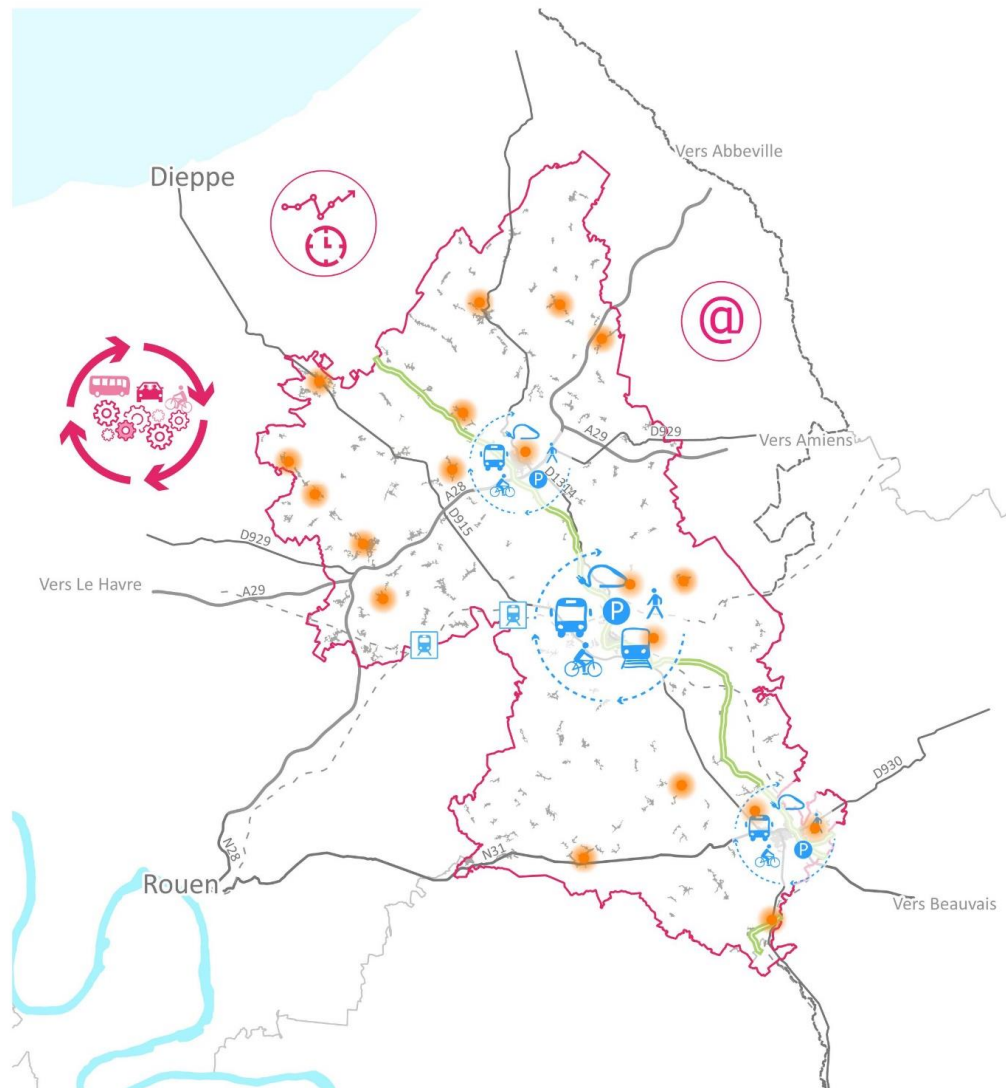 Vers Abbeville
Dieppe
@
D929
A29
Vers Amiens
P
D1314
A28
D915
D929
Vers Le Havre
A29
P
D930
P
N28
N31
Rouen
Vers Beauvais